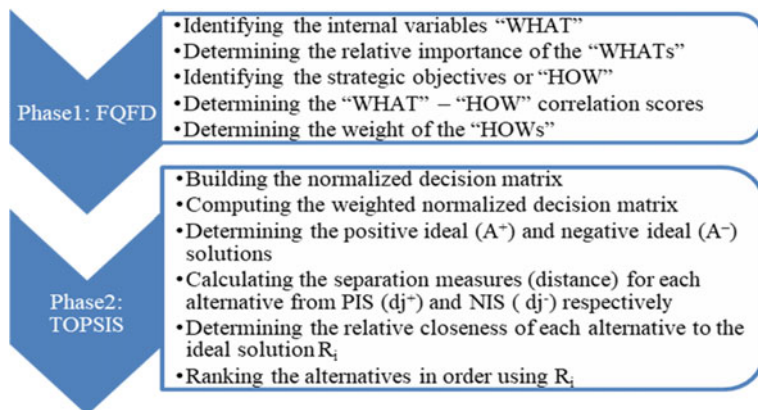 Phase1: FQFD
•Identifying the internal variables “WHAT”
•Determining the relative importance of the “WHATs”
•Identifying the strategic objectives or “HOW”
•Determining the “WHAT” – “HOW” correlation scores
•Determining the weight of the “HOWs”
Phase2:
TOPSIS
•Building the normalized decision matrix
•Computing the weighted normalized decision matrix
•Determining the positive ideal (A⁺) and negative ideal (A⁻)
solutions
•Calculating the separation measures (distance) for each
alternative from PIS (dj⁺) and NIS ( dj⁻) respectively
•Determining the relative closeness of each alternative to the
ideal solution Rᵢ
•Ranking the alternatives in order using Rᵢ